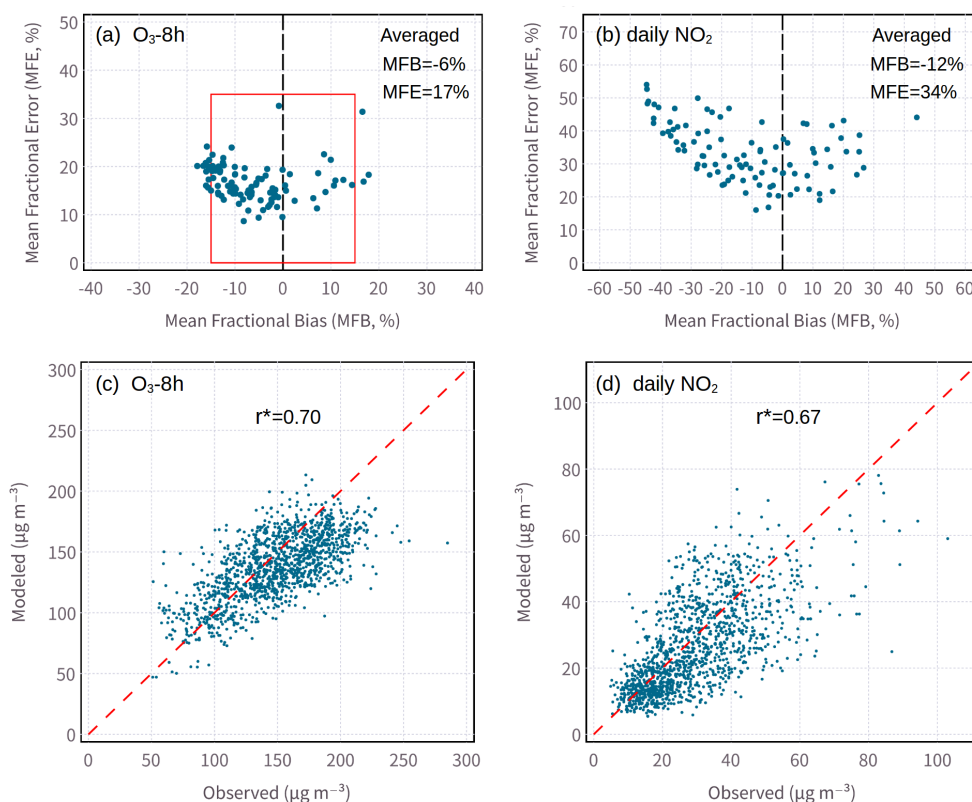 (a) O₃-8h
Averaged
MFB=-6%
MFE=17%
Mean Fractional Error (MFE, %)
50
40
30
20
10
0
-40 -30 -20 -10 0 10 20 30 40
Mean Fractional Bias (MFB, %)
(b) daily NO₂
Averaged
MFB=-12%
MFE=34%
Mean Fractional Error (MFE, %)
70
60
50
40
30
20
10
0
-60 -50 -40 -30 -20 -10 0 10 20 30 40 50 60
Mean Fractional Bias (MFB, %)
(c) O₃-8h
r*=0.70
Modeled (µg m⁻³)
300
250
200
150
100
50
0
0 50 100 150 200 250 300
Observed (µg m⁻³)
(d) daily NO₂
r*=0.67
Modeled (µg m⁻³)
100
80
60
40
20
0
0 20 40 60 80 100
Observed (µg m⁻³)